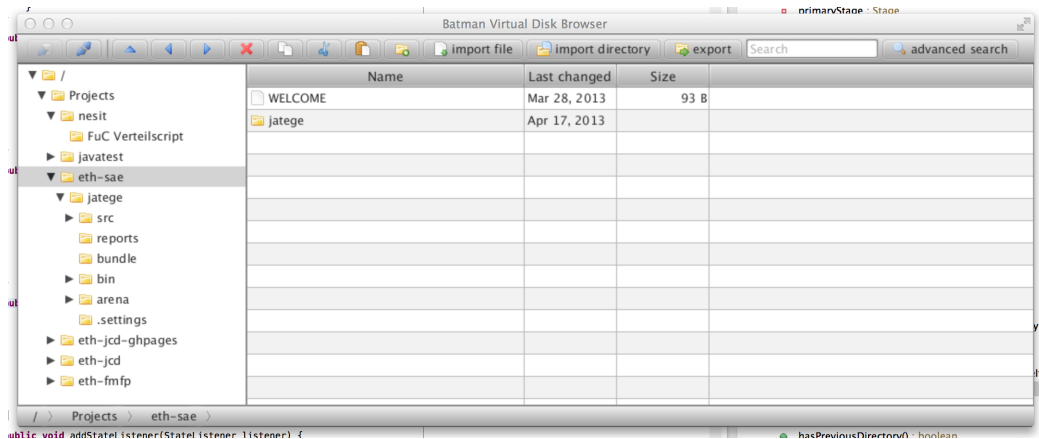 primaryStage : Stage
Batman Virtual Disk Browser
import file import directory export Search advanced search
/
Projects
nesit
FuC Verteilscript
javatest
eth-sae
jatege
src
reports
bundle
bin
arena
.settings
eth-jcd-ghpages
eth-jcd
eth-fmfp
Name Last changed Size
WELCOME Mar 28, 2013 93 B
jatege Apr 17, 2013
/ Projects eth-sae
public void addStateListener(StateListener listener) {
hasPreviousDirectory() : boolean